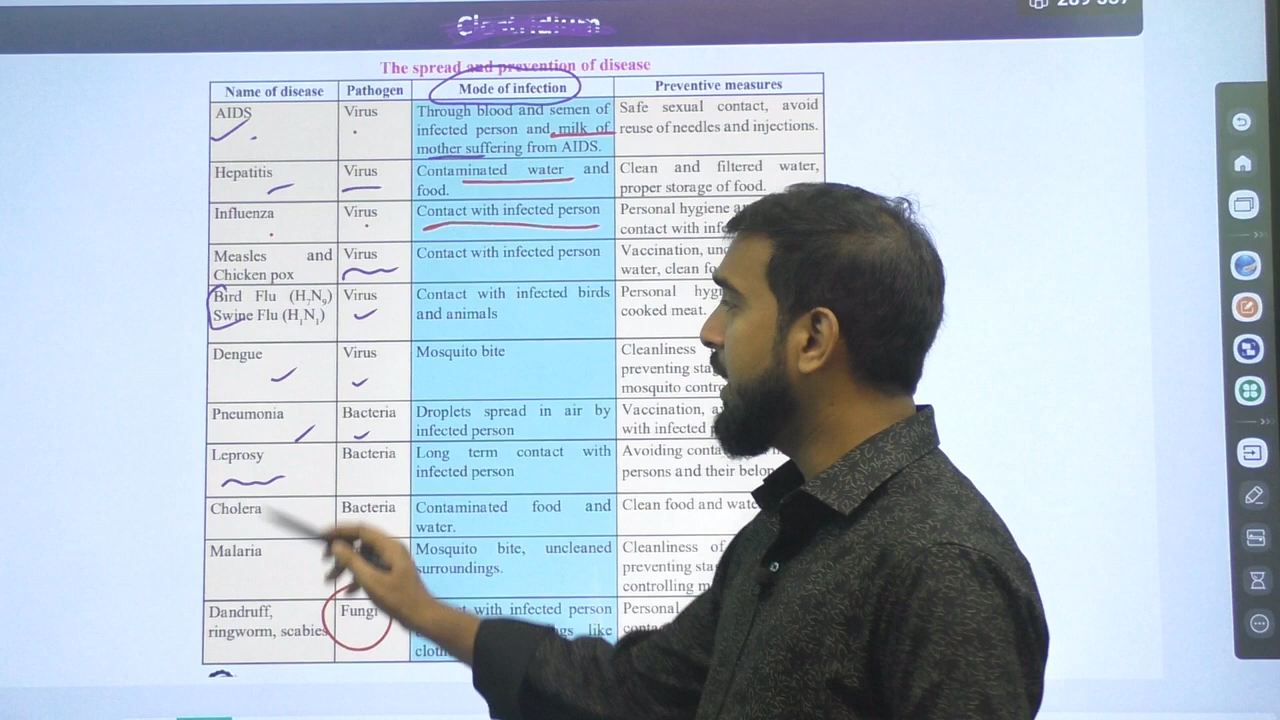 Clostridium
The spread and prevention of disease
Name of disease Pathogen Mode of infection Preventive measures
AIDS Virus Through blood and semen of Safe sexual contact, avoid
infected person and milk of reuse of needles and injections.
mother suffering from AIDS.
Hepatitis Virus Contaminated water and Clean and filtered water,
food. proper storage of food.
Influenza Virus Contact with infected person Personal hygiene
contact with
Measles and Virus Contact with infected person Vaccination,
Chicken pox water, clean
Bird Flu (H7N9) Virus Contact with infected birds Personal
Swine Flu (H1N1) and animals cooked meat.
Dengue Virus Mosquito bite Cleanliness
preventing
mosquito
Pneumonia Bacteria Droplets spread in air by Vaccination,
infected person with infected
Leprosy Bacteria Long term contact with Avoiding
infected person persons and their
Cholera Bacteria Contaminated food and Clean food and
water.
Malaria Mosquito bite, uncleaned Cleanliness of
surroundings. preventing
controlling
Dandruff, Fungi with infected person Personal
ringworm, scabies like